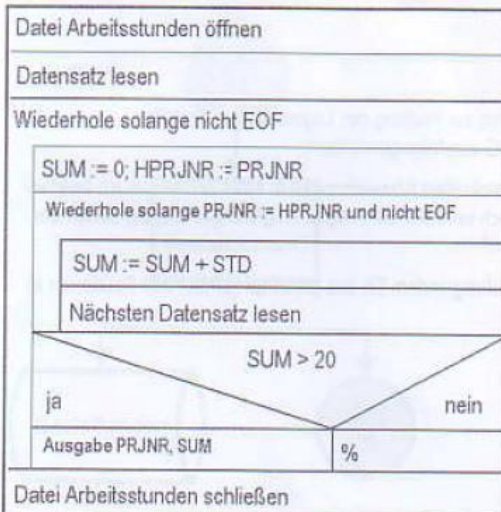 Datei Arbeitsstunden öffnen
Datensatz lesen
Wiederhole solange nicht EOF
SUM := 0; HPRJNR := PRJNR
Wiederhole solange PRJNR := HPRJNR und nicht EOF
SUM := SUM + STD
Nächsten Datensatz lesen
SUM > 20
ja nein
Ausgabe PRJNR, SUM %
Datei Arbeitsstunden schließen